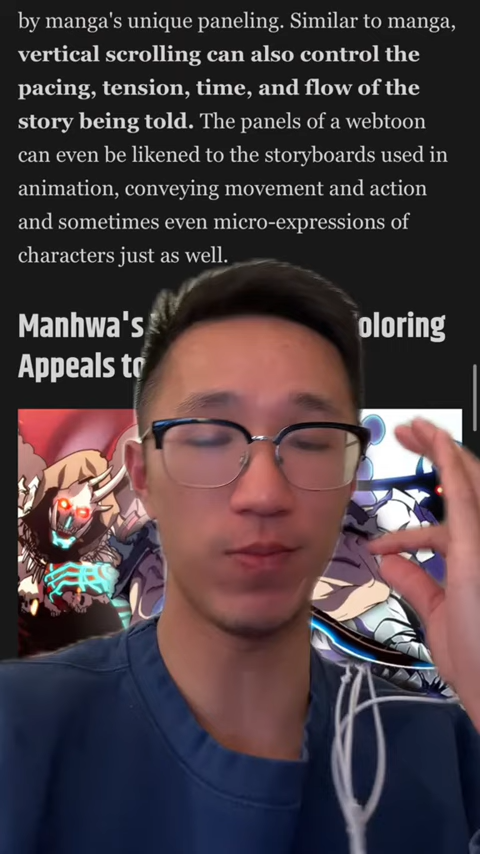 by manga's unique paneling. Similar to manga,
vertical scrolling can also control the
pacing, tension, time, and flow of the
story being told. The panels of a webtoon
can even be likened to the storyboards used in
animation, conveying movement and action
and sometimes even micro-expressions of
characters just as well.
Manhwa's oloring
Appeals to